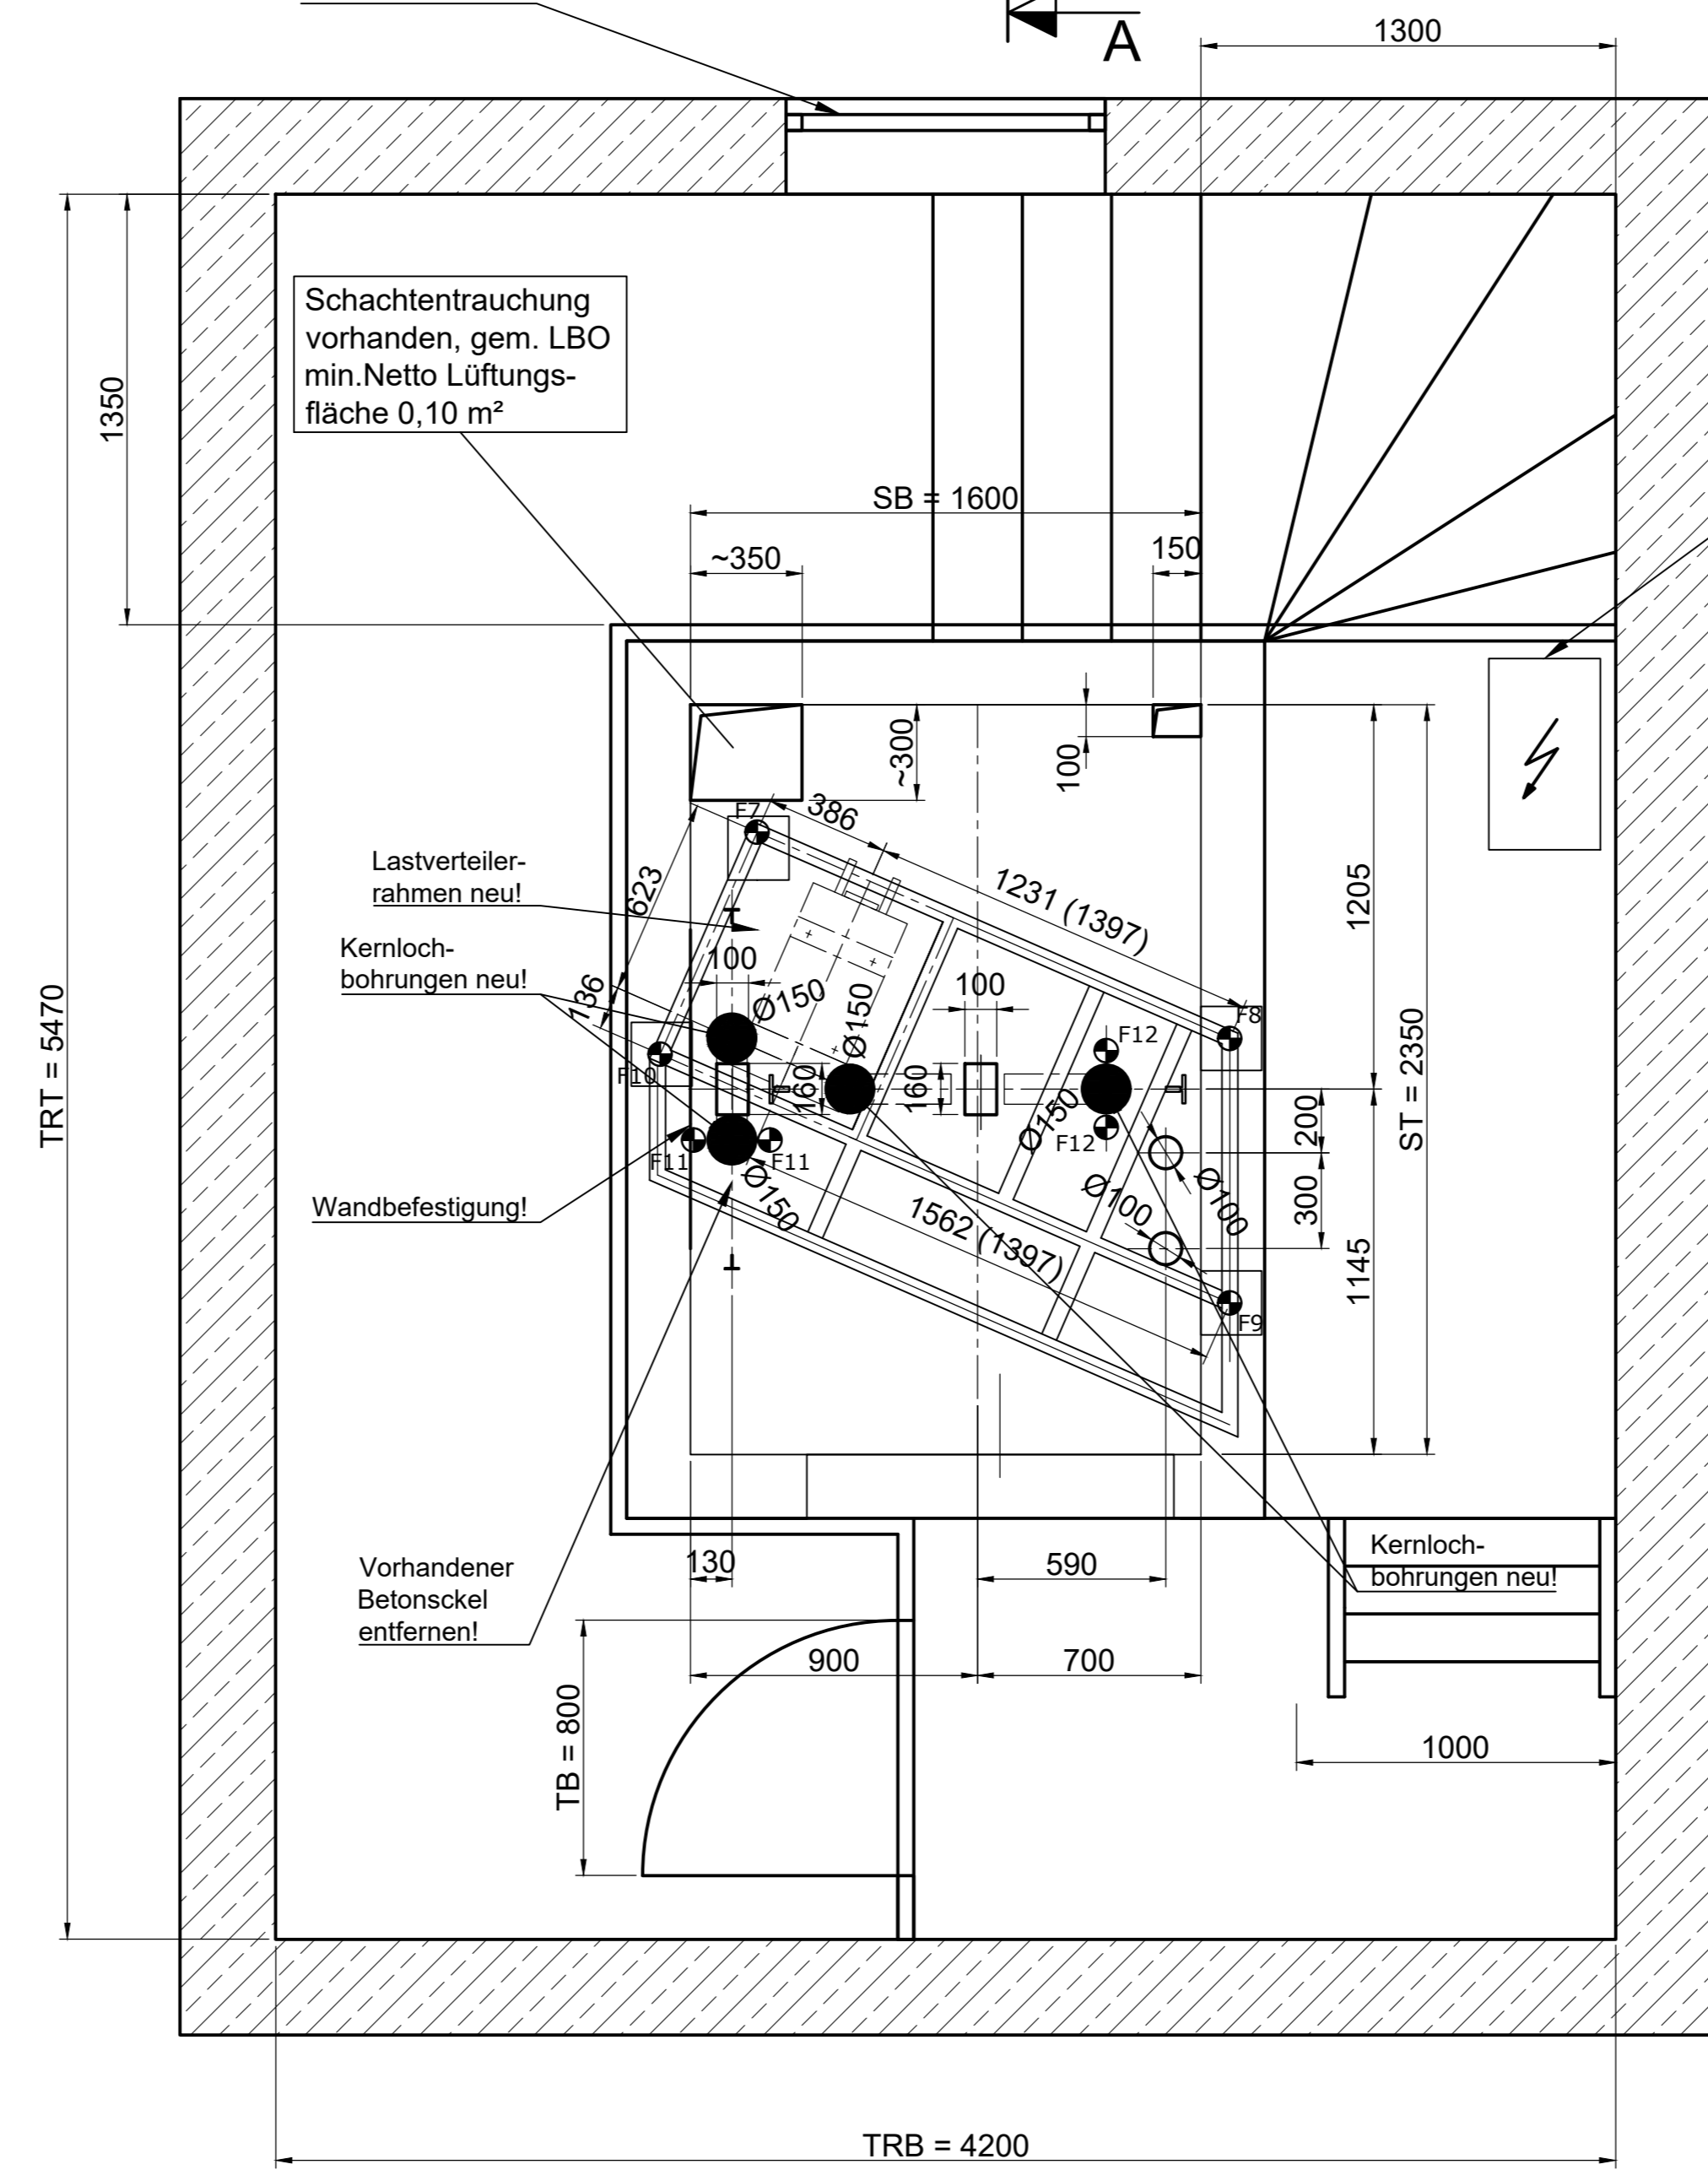 A
1300
Schachtentrauchung
vorhanden, gem. LBO
min.Netto Lüftungs-
fläche 0,10 m²
1350
SB = 1600
~350
150
~300
100
F7
386
1231 (1397)
623
Lastverteiler-
rahmen neu!
Kernloch-
bohrungen neu!
136
100
Ø150
Ø150
100
1205
F8
F12
F10
160
160
Ø150
F12
TRT = 5470
ST = 2350
200
F11
F11
Ø150
Wandbefestigung!
Ø100
Ø100
300
1562 (1397)
1145
F9
Vorhandener
Betonsckel
entfernen!
130
590
Kernloch-
bohrungen neu!
900
700
TB = 800
1000
TRB = 4200